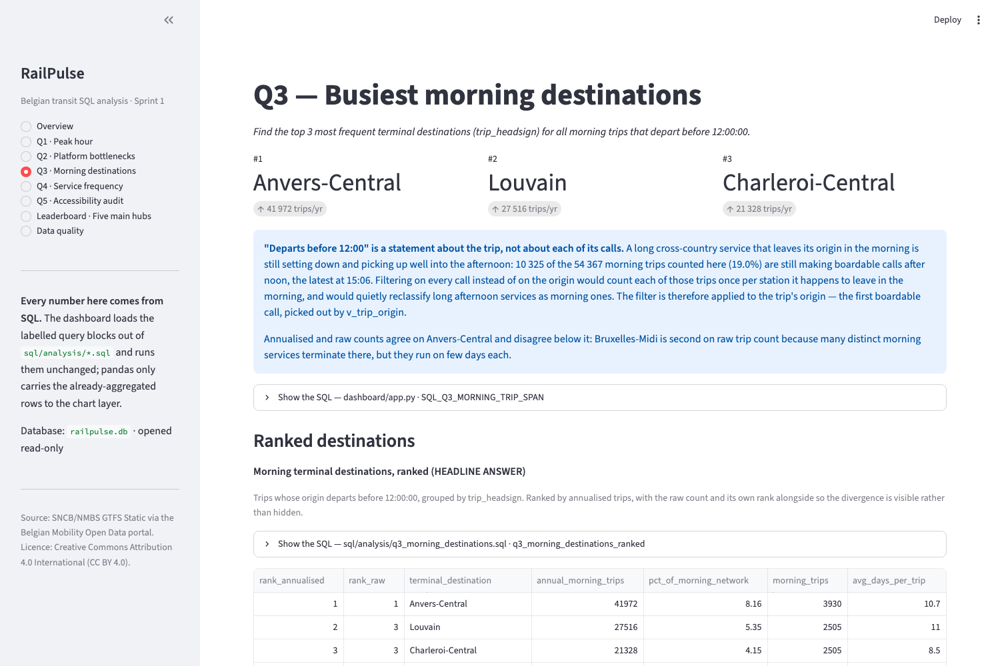 Deploy
RailPulse
Belgian transit SQL analysis · Sprint 1
Overview
Q1 · Peak hour
Q2 · Platform bottlenecks
Q3 · Morning destinations
Q4 · Service frequency
Q5 · Accessibility audit
Leaderboard · Five main hubs
Data quality
Every number here comes from
SQL. The dashboard loads the
labelled query blocks out of
sql/analysis/*.sql and runs
them unchanged; pandas only
carries the already-aggregated
rows to the chart layer.
Database: railpulse.db · opened
read-only
Source: SNCB/NMBS GTFS Static via the
Belgian Mobility Open Data portal.
Licence: Creative Commons Attribution
4.0 International (CC BY 4.0).
Q3 — Busiest morning destinations
Find the top 3 most frequent terminal destinations (trip_headsign) for all morning trips that depart before 12:00:00.
#1 #2 #3
Anvers-Central Louvain Charleroi-Central
↑ 41 972 trips/yr ↑ 27 516 trips/yr ↑ 21 328 trips/yr
"Departs before 12:00" is a statement about the trip, not about each of its calls. A long cross-country service that leaves its origin in the morning is
still setting down and picking up well into the afternoon: 10 325 of the 54 367 morning trips counted here (19.0%) are still making boardable calls after
noon, the latest at 15:06. Filtering on every call instead of on the origin would count each of those trips once per station it happens to leave in the
morning, and would quietly reclassify long afternoon services as morning ones. The filter is therefore applied to the trip's origin — the first boardable
call, picked out by v_trip_origin.
Annualised and raw counts agree on Anvers-Central and disagree below it: Bruxelles-Midi is second on raw trip count because many distinct morning
services terminate there, but they run on few days each.
Show the SQL — dashboard/app.py · SQL_Q3_MORNING_TRIP_SPAN
Ranked destinations
Morning terminal destinations, ranked (HEADLINE ANSWER)
Trips whose origin departs before 12:00:00, grouped by trip_headsign. Ranked by annualised trips, with the raw count and its own rank alongside so the divergence is visible rather
than hidden.
Show the SQL — sql/analysis/q3_morning_destinations.sql · q3_morning_destinations_ranked
rank_annualised rank_raw terminal_destination annual_morning_trips pct_of_morning_network morning_trips avg_days_per_trip
1 1 Anvers-Central 41972 8.16 3930 10.7
2 3 Louvain 27516 5.35 2505 11
3 3 Charleroi-Central 21328 4.15 2505 8.5